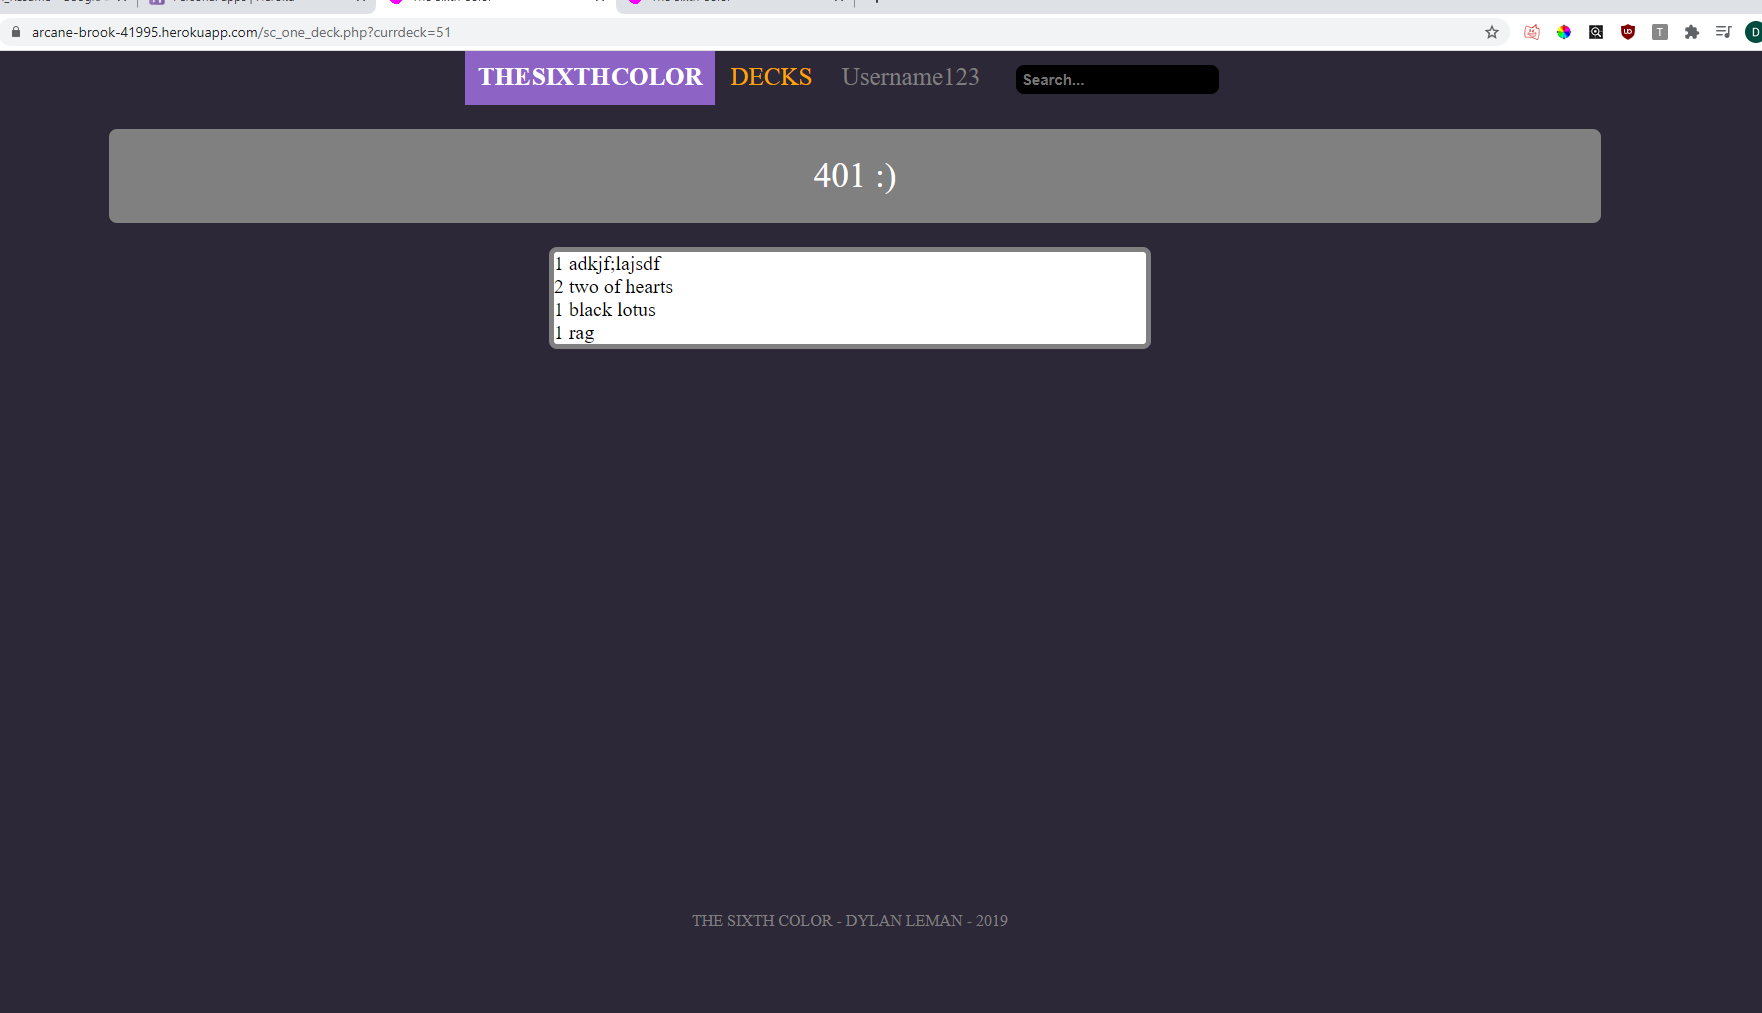 arcane-brook-41995.herokuapp.com/sc_one_deck.php?currdeck=51
THESIXTHCOLOR DECKS Username123 Search...
401 :)
1 adkjf;lajsdf
2 two of hearts
1 black lotus
1 rag
THE SIXTH COLOR - DYLAN LEMAN - 2019